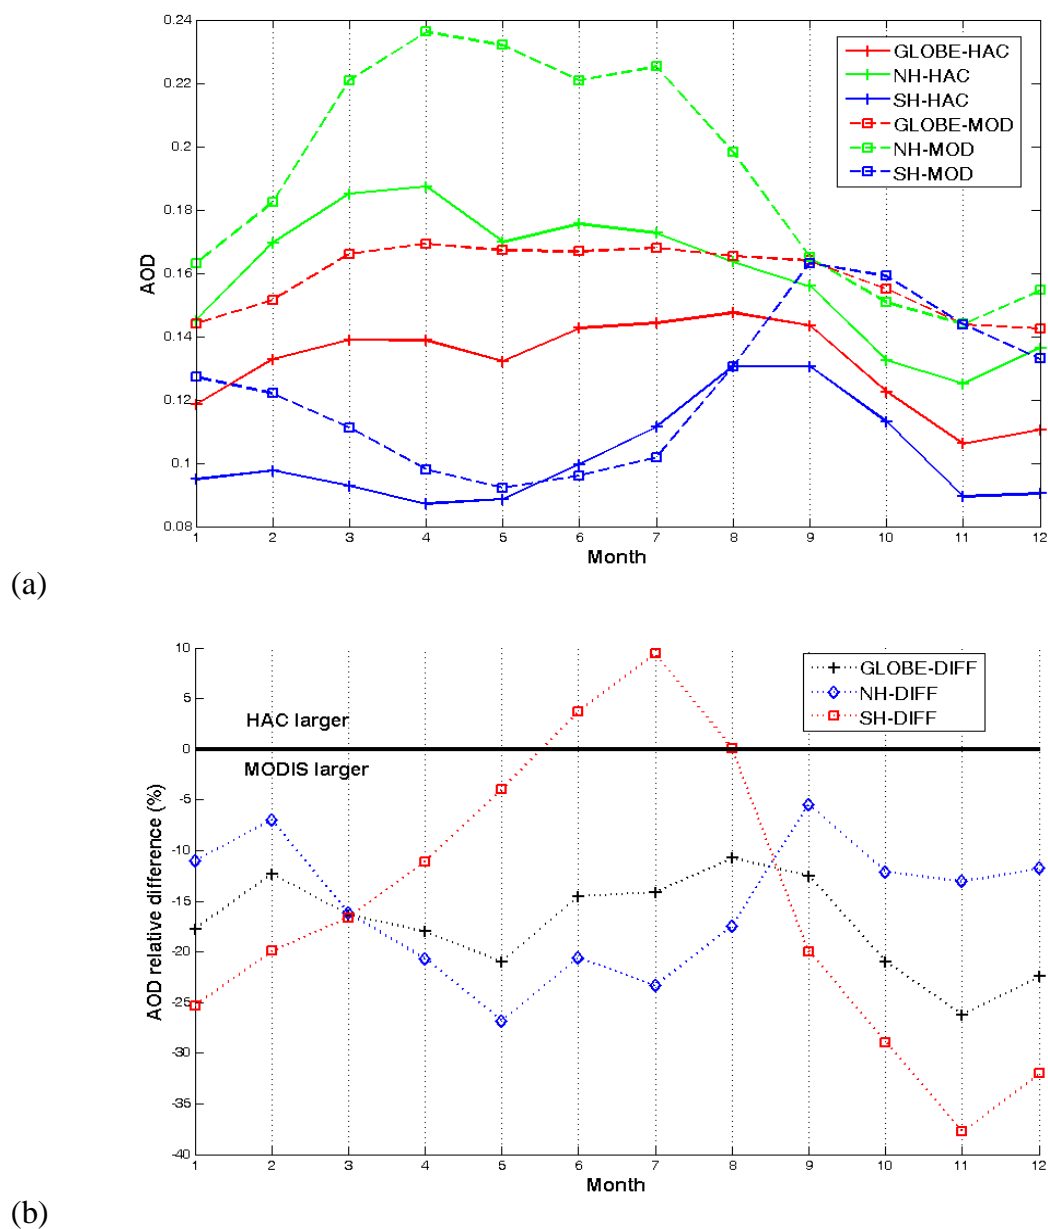 (a)
AOD
0.24
0.22
0.2
0.18
0.16
0.14
0.12
0.1
0.08
GLOBE-HAC
NH-HAC
SH-HAC
GLOBE-MOD
NH-MOD
SH-MOD
1 2 3 4 5 6 7 8 9 10 11 12
Month
(b)
AOD relative difference (%)
10
5
0
-5
-10
-15
-20
-25
-30
-35
-40
GLOBE-DIFF
NH-DIFF
SH-DIFF
HAC larger
MODIS larger
1 2 3 4 5 6 7 8 9 10 11 12
Month